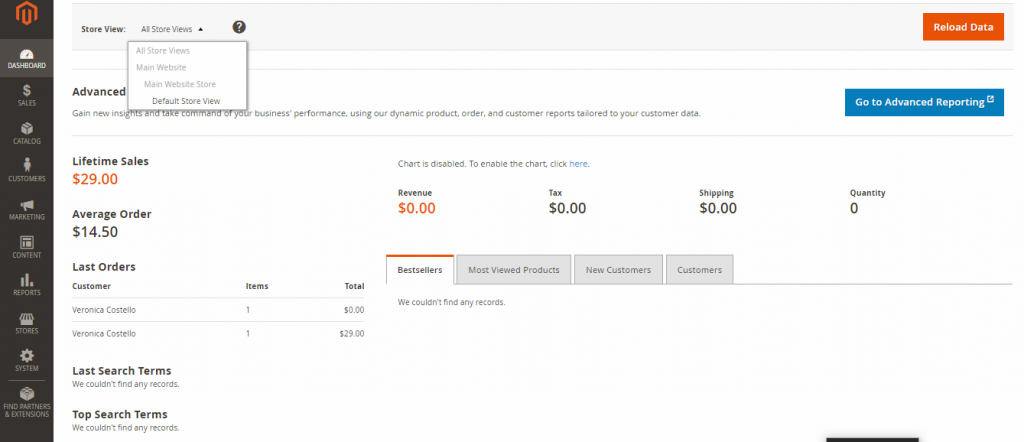 Store View: All Store Views
Reload Data
All Store Views
Main Website
Main Website Store
Default Store View
DASHBOARD
SALES
CATALOG
CUSTOMERS
MARKETING
CONTENT
REPORTS
STORES
SYSTEM
FIND PARTNERS
& EXTENSIONS
Advanced
Gain new insights and take command of your business' performance, using our dynamic product, order, and customer reports tailored to your customer data.
Go to Advanced Reporting
Lifetime Sales
$29.00
Average Order
$14.50
Last Orders
Customer Items Total
Veronica Costello 1 $0.00
Veronica Costello 1 $29.00
Last Search Terms
We couldn't find any records.
Top Search Terms
We couldn't find any records.
Chart is disabled. To enable the chart, click here.
Revenue Tax Shipping Quantity
$0.00 $0.00 $0.00 0
Bestsellers Most Viewed Products New Customers Customers
We couldn't find any records.